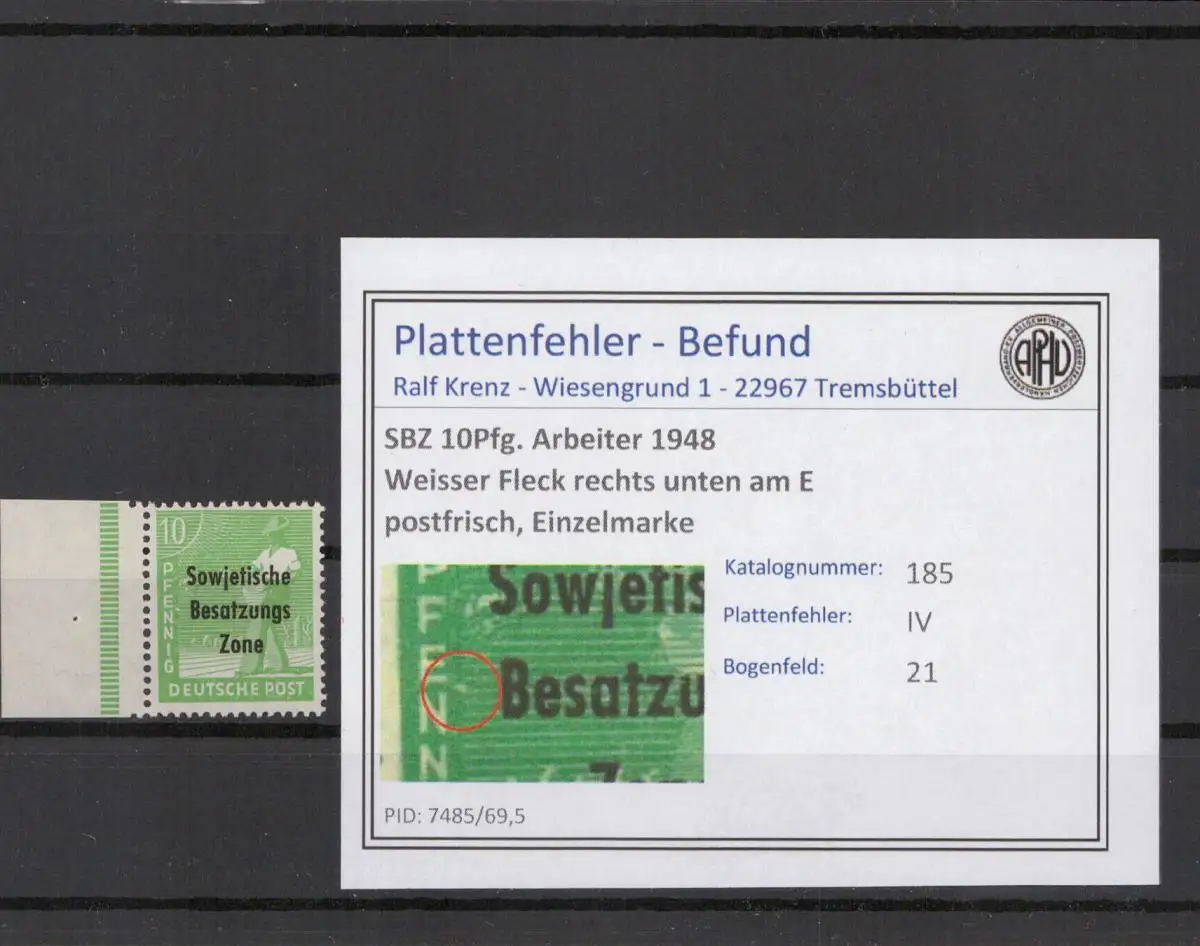 10
PFENNIG
Sowjetische
Besatzungs
Zone
DEUTSCHE POST
Plattenfehler - Befund
Ralf Krenz - Wiesengrund 1 - 22967 Tremsbüttel
APHV
SBZ 10Pfg. Arbeiter 1948
Weisser Fleck rechts unten am E
postfrisch, Einzelmarke
PFENN
Sowjetis
Besatzu
Katalognummer: 185
Plattenfehler: IV
Bogenfeld: 21
PID: 7485/69,5